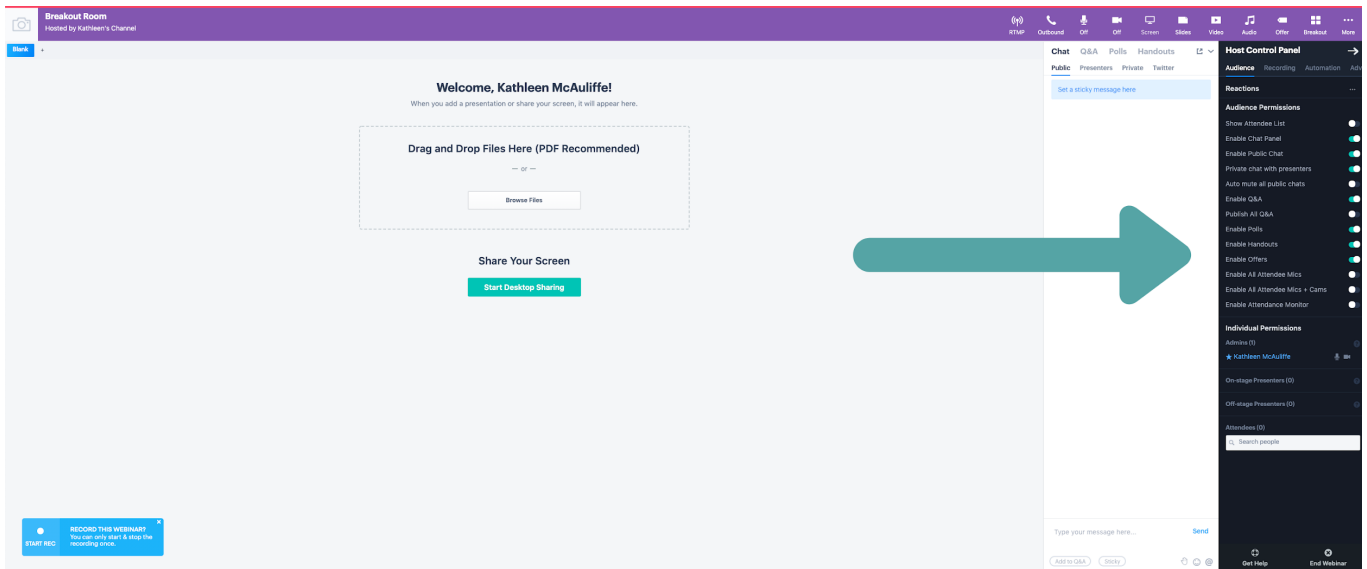 Breakout Room
Hosted by Kathleen's Channel
RTMP
Outbound
Off
Off
Screen
Slides
Video
Audio
Offer
Breakout
More
Blank +
Welcome, Kathleen McAuliffe!
When you add a presentation or share your screen, it will appear here.
Drag and Drop Files Here (PDF Recommended)
— or —
Browse Files
Share Your Screen
Start Desktop Sharing
START REC
RECORD THIS WEBINAR?
You can only start & stop the
recording once.
Chat Q&A Polls Handouts
Public Presenters Private Twitter
Set a sticky message here
Type your message here... Send
Add to Q&A Sticky @
Host Control Panel
Audience Recording Automation Adv
Reactions ...
Audience Permissions
Show Attendee List
Enable Chat Panel
Enable Public Chat
Private chat with presenters
Auto mute all public chats
Enable Q&A
Publish All Q&A
Enable Polls
Enable Handouts
Enable Offers
Enable All Attendee Mics
Enable All Attendee Mics + Cams
Enable Attendance Monitor
Individual Permissions
Admins (1)
Kathleen McAuliffe
On-stage Presenters (0)
Off-stage Presenters (0)
Attendees (0)
Search people
Get Help End Webinar